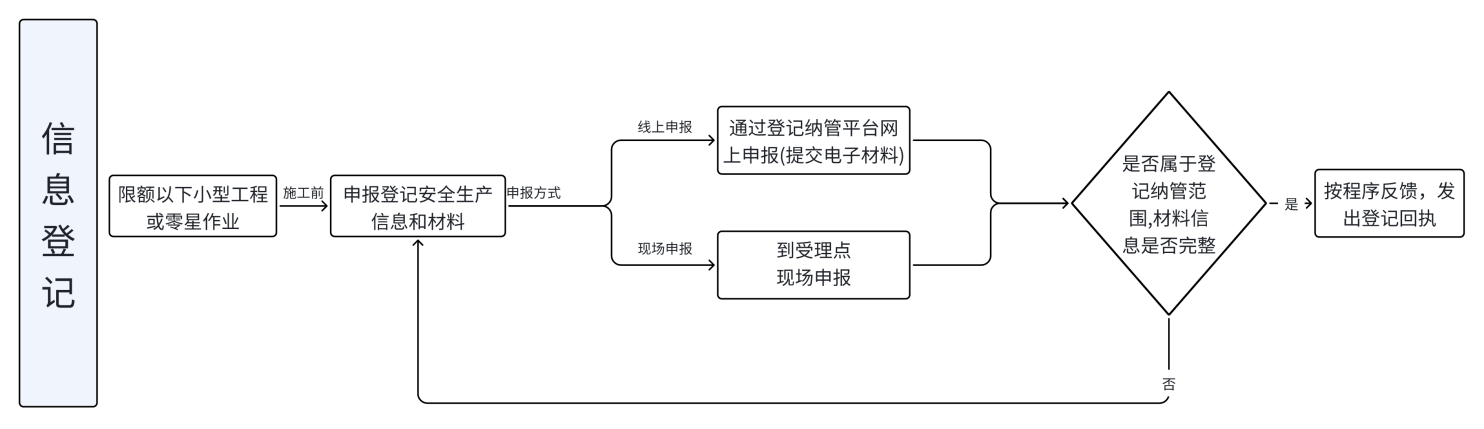 信
息
登
记
限额以下小型工程
或零星作业
施工前
申报登记安全生产
信息和材料
申报方式
线上申报
通过登记纳管平台网
上申报(提交电子材料)
现场申报
到受理点
现场申报
是否属于登
记纳管范
围,材料信
息是否完整
是
按程序反馈，发
出登记回执
否